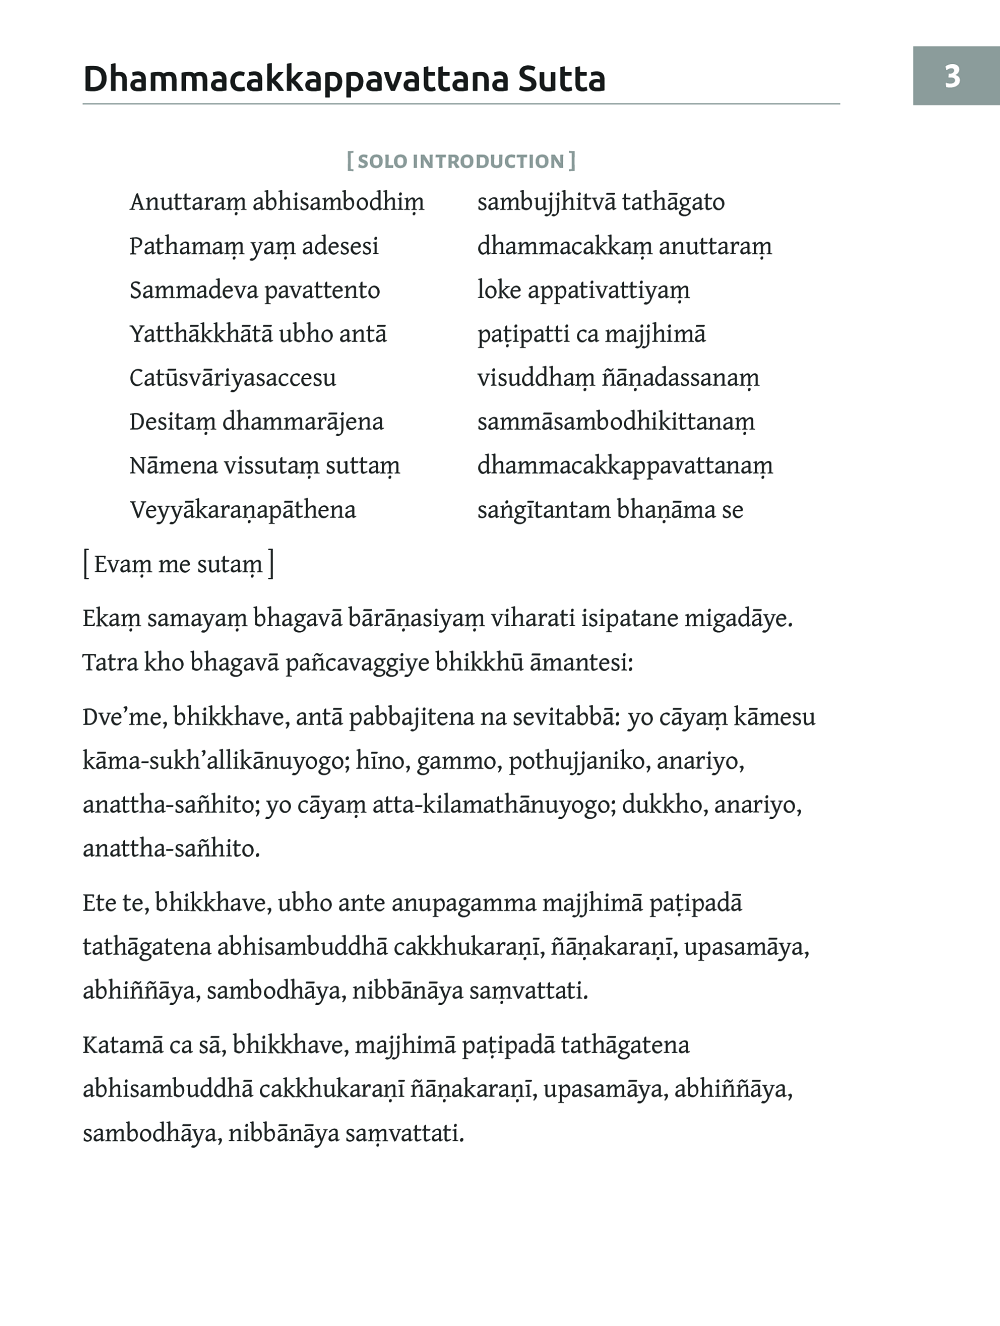 Dhammacakkappavattana Sutta
3
[ SOLO INTRODUCTION ]
Anuttaraṃ abhisambodhiṃ sambujjhitvā tathāgato
Pathamaṃ yaṃ adesesi dhammacakkaṃ anuttaraṃ
Sammadeva pavattento loke appativattiyaṃ
Yatthākkhātā ubho antā paṭipatti ca majjhimā
Catūsvāriyasaccesu visuddhaṃ ñāṇadassanaṃ
Desitaṃ dhammarājena sammāsambodhikittanaṃ
Nāmena vissutaṃ suttaṃ dhammacakkappavattanaṃ
Veyyākaraṇapāthena saṅgītantam bhaṇāma se
[ Evaṃ me sutaṃ ]
Ekaṃ samayaṃ bhagavā bārāṇasiyaṃ viharati isipatane migadāye.
Tatra kho bhagavā pañcavaggiye bhikkhū āmantesi:
Dve’me, bhikkhave, antā pabbajitena na sevitabbā: yo cāyaṃ kāmesu
kāma-sukh’allikānuyogo; hīno, gammo, pothujjaniko, anariyo,
anattha-sañhito; yo cāyaṃ atta-kilamathānuyogo; dukkho, anariyo,
anattha-sañhito.
Ete te, bhikkhave, ubho ante anupagamma majjhimā paṭipadā
tathāgatena abhisambuddhā cakkhukaraṇī, ñāṇakaraṇī, upasamāya,
abhiññāya, sambodhāya, nibbānāya saṃvattati.
Katamā ca sā, bhikkhave, majjhimā paṭipadā tathāgatena
abhisambuddhā cakkhukaraṇī ñāṇakaraṇī, upasamāya, abhiññāya,
sambodhāya, nibbānāya saṃvattati.